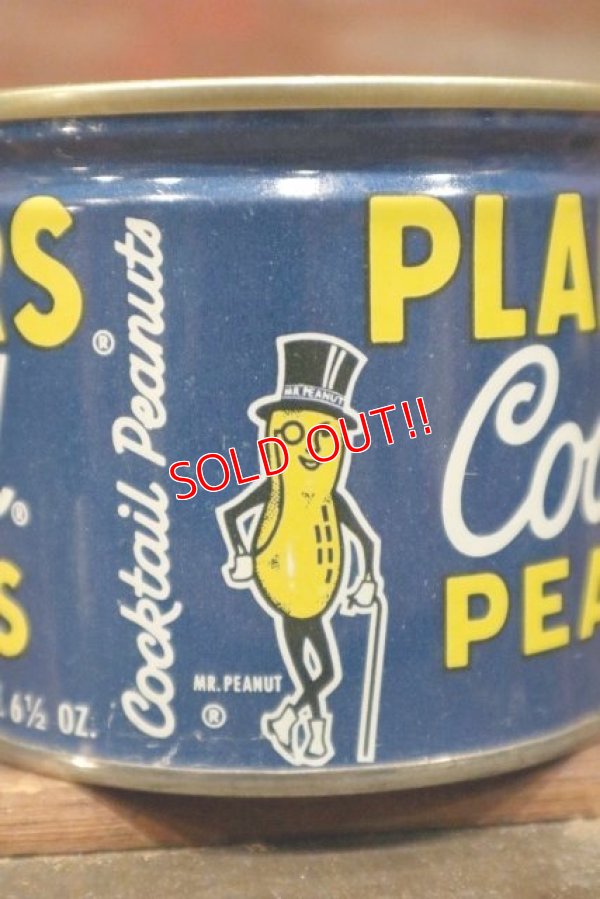 RS
®
Cocktail Peanuts
®
S
6½ OZ.
MR. PEANUT
SOLD OUT!!
MR. PEANUT
®
PLA
Co
PEA